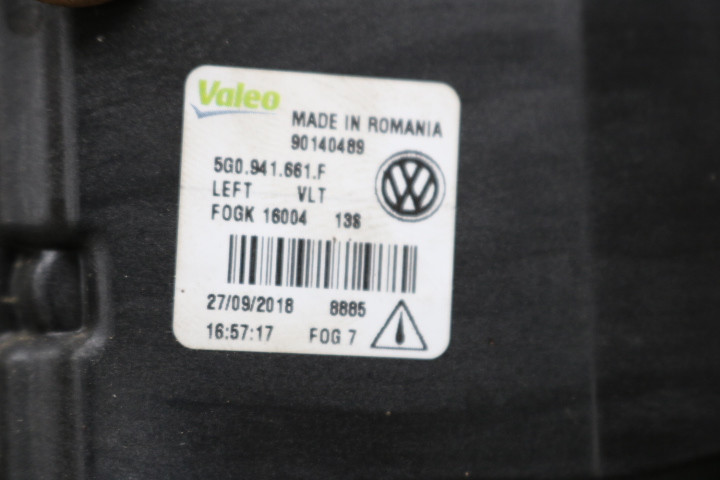 Valeo
MADE IN ROMANIA
90140489
5G0.941.661.F
LEFT VLT
FOGK 16004 138
27/09/2018 8885
16:57:17 FOG 7